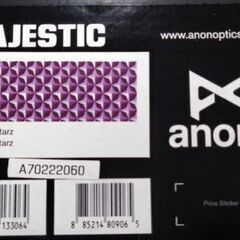 AJESTIC
www.anonoptics
tarz
tarz
anon
A70222060
133064
8 85214 80906 5
Price Sticker